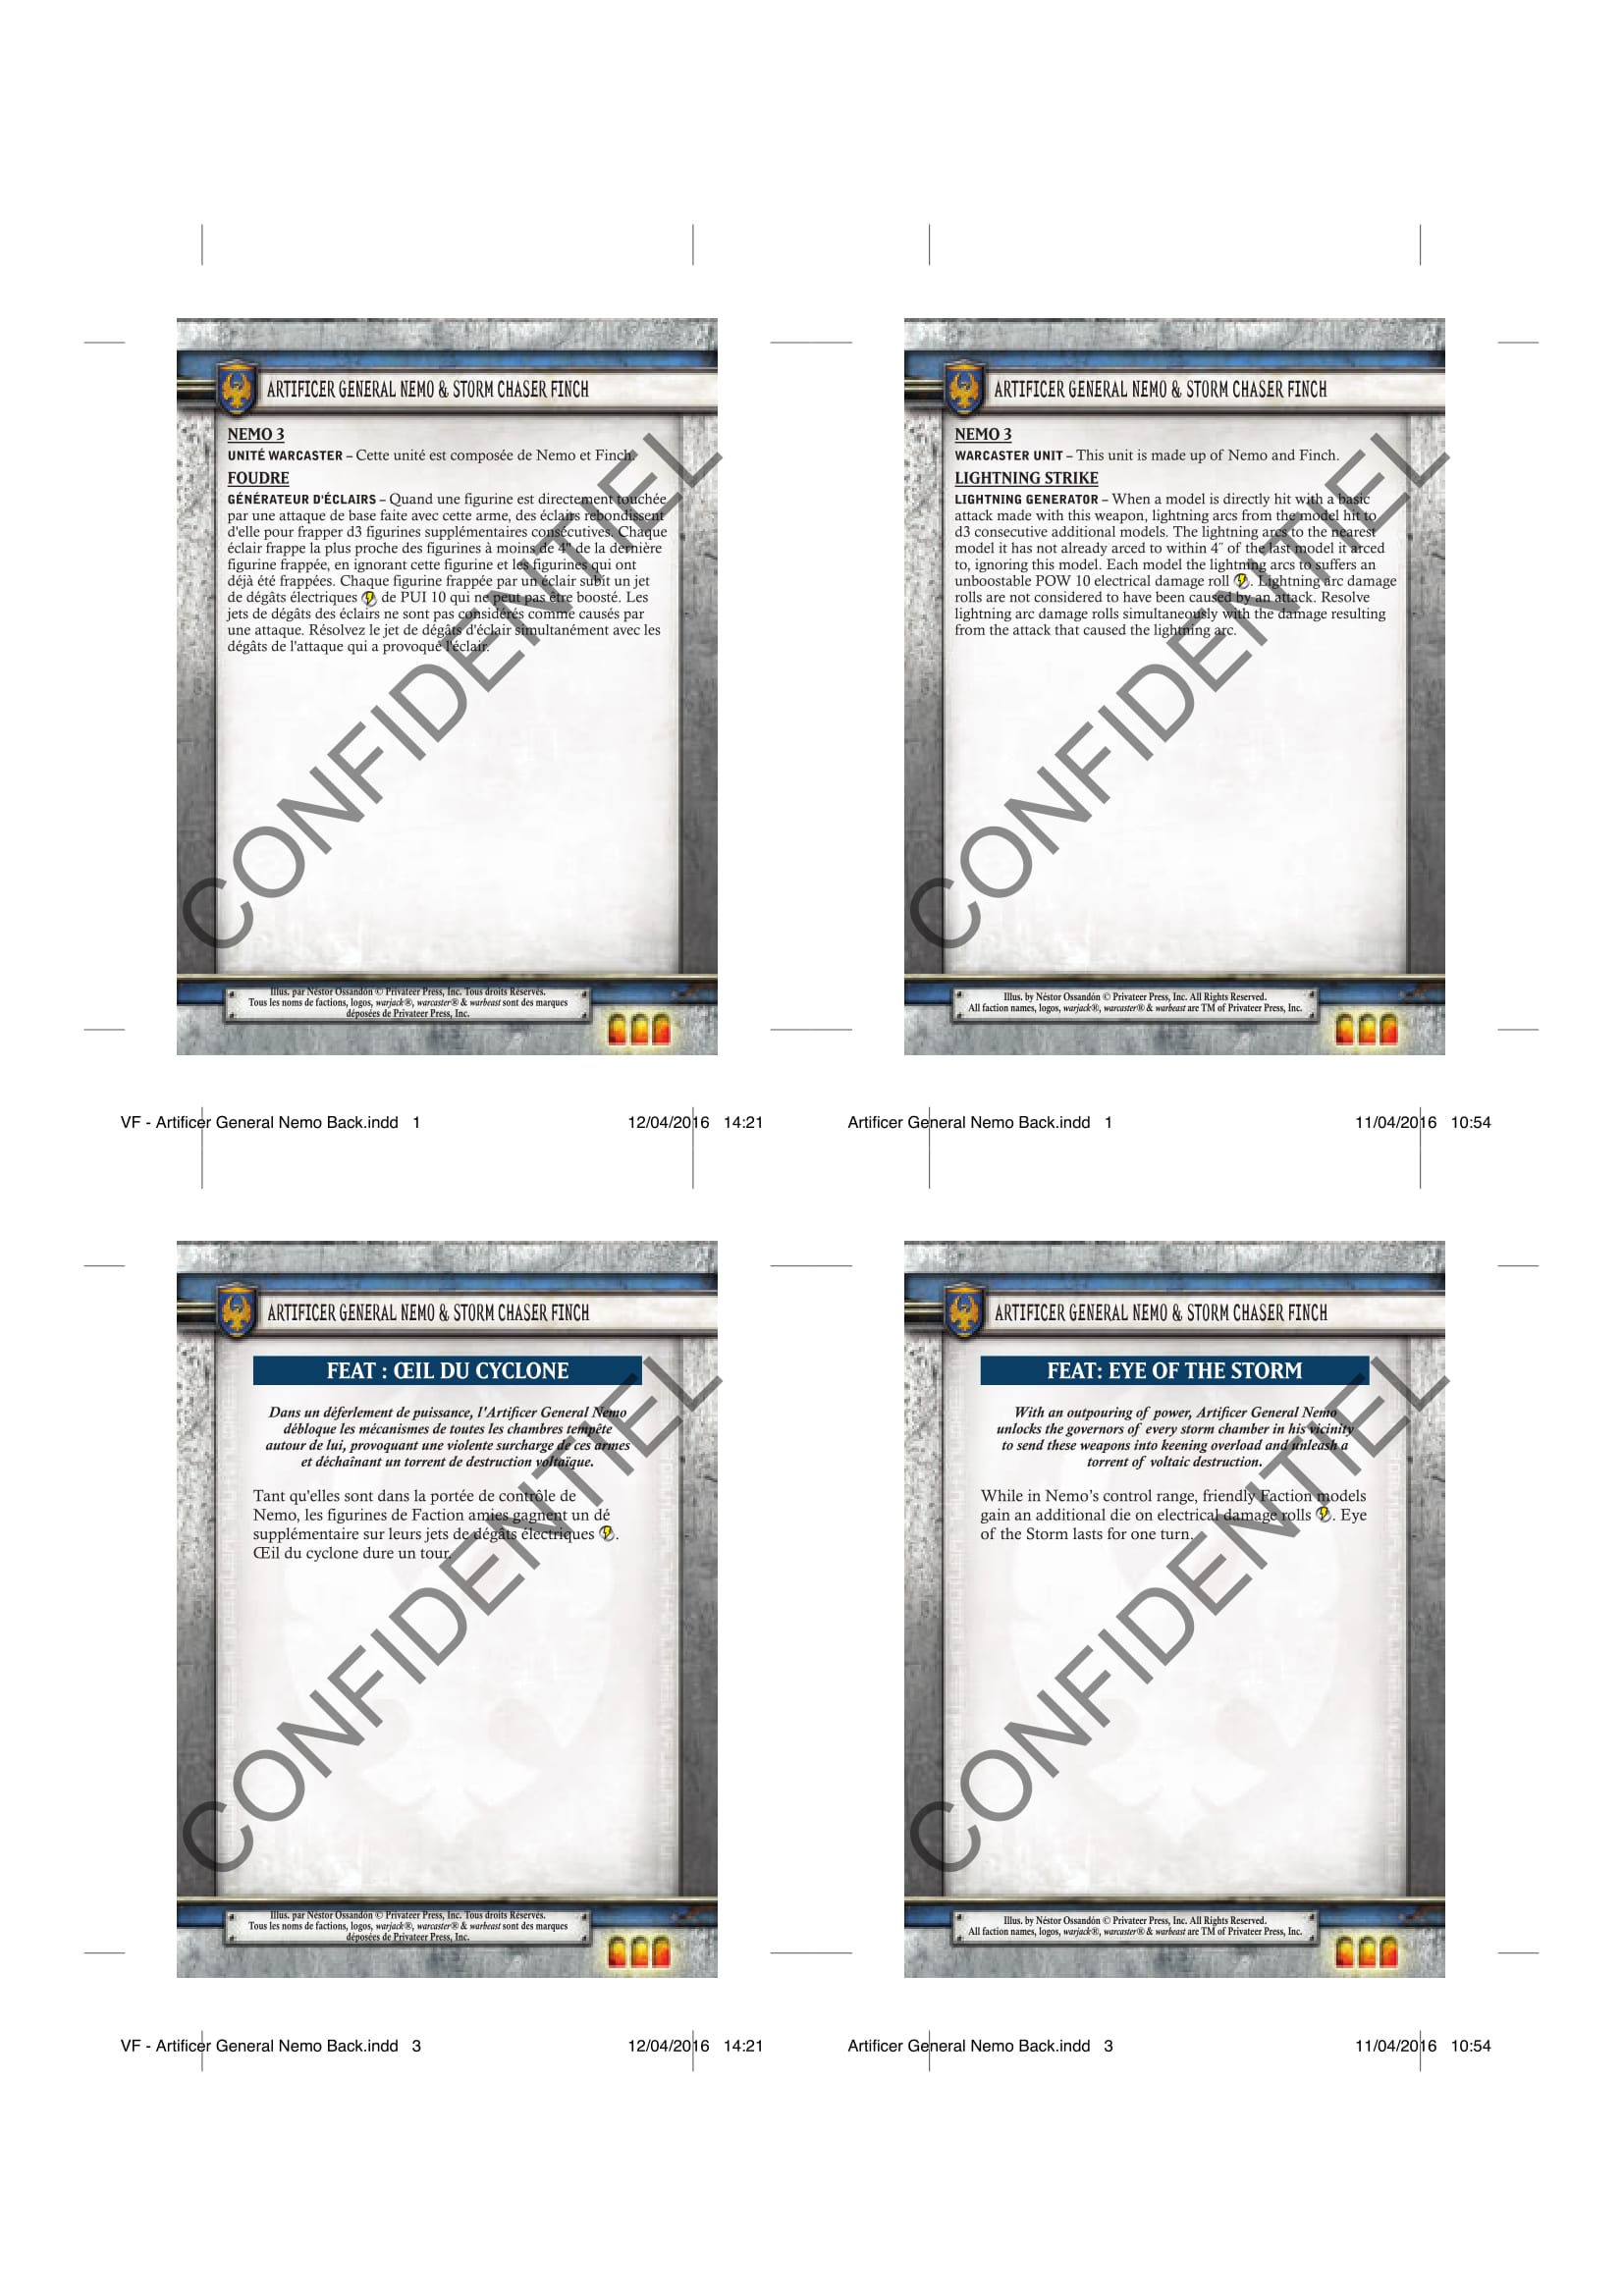 ARTIFICER GENERAL NEMO & STORM CHASER FINCH
NEMO 3
UNITÉ WARCASTER – Cette unité est composée de Nemo et Finch.
FOUDRE
GÉNÉRATEUR D'ÉCLAIRS – Quand une figurine est directement touchée
par une attaque de base faite avec cette arme, des éclairs rebondissent
d'elle pour frapper d3 figurines supplémentaires consécutives. Chaque
éclair frappe la plus proche des figurines à moins de 4" de la dernière
figurine frappée, en ignorant cette figurine et les figurines qui ont
déjà été frappées. Chaque figurine frappée par un éclair subit un jet
de dégâts électriques de PUI 10 qui ne peut pas être boosté. Les
jets de dégâts des éclairs ne sont pas considérés comme causés par
une attaque. Résolvez le jet de dégâts d'éclair simultanément avec les
dégâts de l'attaque qui a provoqué l'éclair.
CONFIDENTIEL
Illus. par Néstor Ossandón © Privateer Press, Inc. Tous droits Réservés.
Tous les noms de factions, logos, warjack®, warcaster® & warbeast sont des marques
déposées de Privateer Press, Inc.
VF - Artificer General Nemo Back.indd 1
12/04/2016 14:21
ARTIFICER GENERAL NEMO & STORM CHASER FINCH
NEMO 3
WARCASTER UNIT – This unit is made up of Nemo and Finch.
LIGHTNING STRIKE
LIGHTNING GENERATOR – When a model is directly hit with a basic
attack made with this weapon, lightning arcs from the model hit to
d3 consecutive additional models. The lightning arcs to the nearest
model it has not already arced to within 4˝ of the last model it arced
to, ignoring this model. Each model the lightning arcs to suffers an
unboostable POW 10 electrical damage roll . Lightning arc damage
rolls are not considered to have been caused by an attack. Resolve
lightning arc damage rolls simultaneously with the damage resulting
from the attack that caused the lightning arc.
CONFIDENTIEL
Illus. by Néstor Ossandón © Privateer Press, Inc. All Rights Reserved.
All faction names, logos, warjack®, warcaster® & warbeast are TM of Privateer Press, Inc.
Artificer General Nemo Back.indd 1
11/04/2016 10:54
ARTIFICER GENERAL NEMO & STORM CHASER FINCH
FEAT : ŒIL DU CYCLONE
Dans un déferlement de puissance, l'Artificer General Nemo
débloque les mécanismes de toutes les chambres tempête
autour de lui, provoquant une violente surcharge de ces armes
et déchaînant un torrent de destruction voltaïque.
Tant qu'elles sont dans la portée de contrôle de
Nemo, les figurines de Faction amies gagnent un dé
supplémentaire sur leurs jets de dégâts électriques .
Œil du cyclone dure un tour.
CONFIDENTIEL
Illus. par Néstor Ossandón © Privateer Press, Inc. Tous droits Réservés.
Tous les noms de factions, logos, warjack®, warcaster® & warbeast sont des marques
déposées de Privateer Press, Inc.
VF - Artificer General Nemo Back.indd 3
12/04/2016 14:21
ARTIFICER GENERAL NEMO & STORM CHASER FINCH
FEAT: EYE OF THE STORM
With an outpouring of power, Artificer General Nemo
unlocks the governors of every storm chamber in his vicinity
to send these weapons into keening overload and unleash a
torrent of voltaic destruction.
While in Nemo’s control range, friendly Faction models
gain an additional die on electrical damage rolls . Eye
of the Storm lasts for one turn.
CONFIDENTIEL
Illus. by Néstor Ossandón © Privateer Press, Inc. All Rights Reserved.
All faction names, logos, warjack®, warcaster® & warbeast are TM of Privateer Press, Inc.
Artificer General Nemo Back.indd 3
11/04/2016 10:54